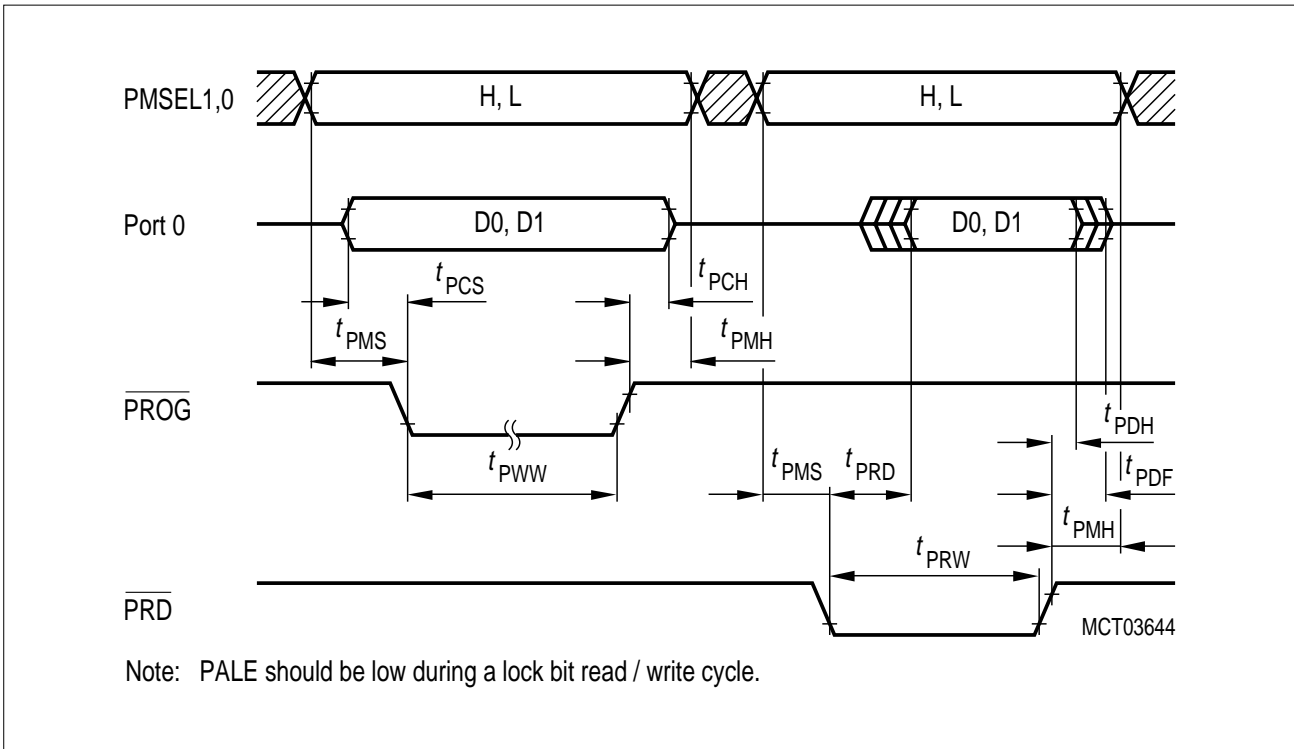 PMSEL1,0 H, L H, L
Port 0 D0, D1 D0, D1
tPCS tPCH
tPMS tPMH
PROG
tPDH
tPWW tPMS tPRD tPDF
tPMH
tPRW
PRD
MCT03644
Note: PALE should be low during a lock bit read / write cycle.